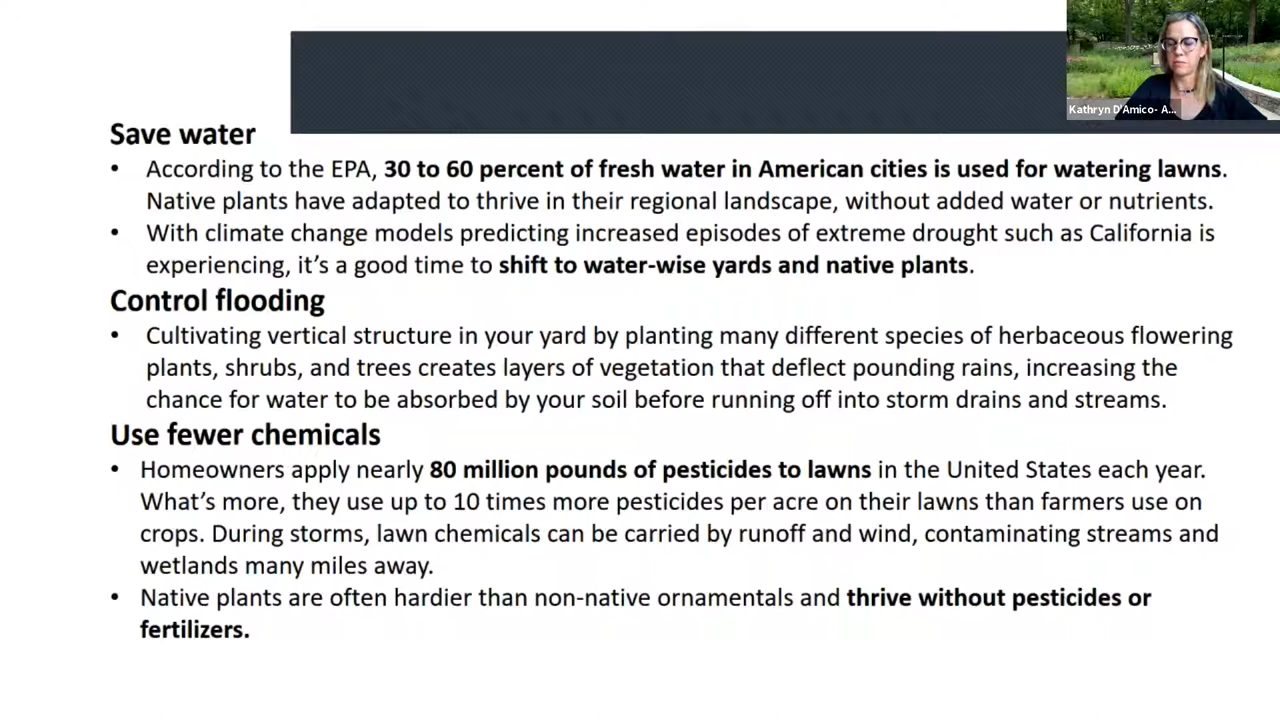 Kathryn D'Amico- A...
Save water
• According to the EPA, 30 to 60 percent of fresh water in American cities is used for watering lawns.
Native plants have adapted to thrive in their regional landscape, without added water or nutrients.
• With climate change models predicting increased episodes of extreme drought such as California is
experiencing, it’s a good time to shift to water-wise yards and native plants.
Control flooding
• Cultivating vertical structure in your yard by planting many different species of herbaceous flowering
plants, shrubs, and trees creates layers of vegetation that deflect pounding rains, increasing the
chance for water to be absorbed by your soil before running off into storm drains and streams.
Use fewer chemicals
• Homeowners apply nearly 80 million pounds of pesticides to lawns in the United States each year.
What’s more, they use up to 10 times more pesticides per acre on their lawns than farmers use on
crops. During storms, lawn chemicals can be carried by runoff and wind, contaminating streams and
wetlands many miles away.
• Native plants are often hardier than non-native ornamentals and thrive without pesticides or
fertilizers.